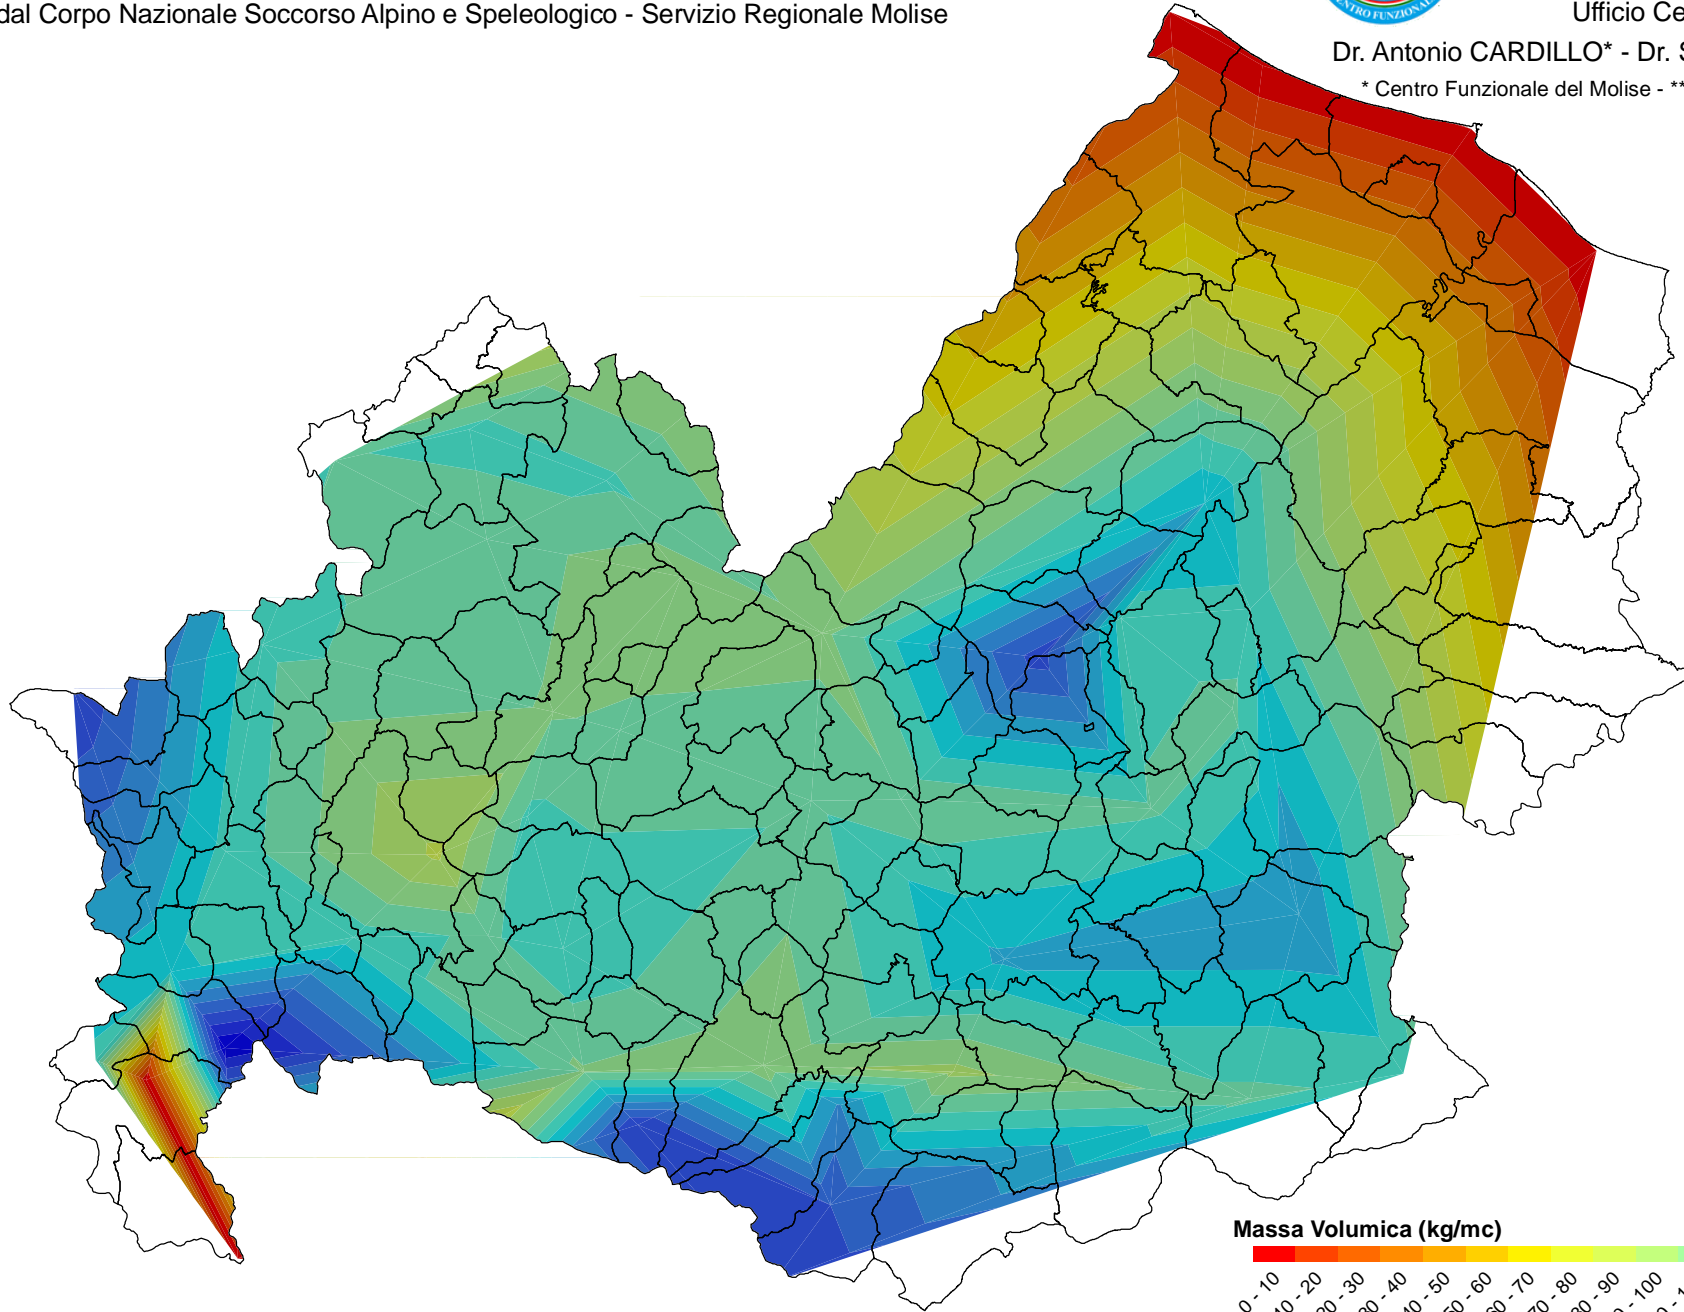 dal Corpo Nazionale Soccorso Alpino e Speleologico - Servizio Regionale Molise
CENTRO FUNZIONALE
Ufficio Ce
Dr. Antonio CARDILLO* - Dr. S
* Centro Funzionale del Molise - **
Massa Volumica (kg/mc)
0 - 10
10 - 20
20 - 30
30 - 40
40 - 50
50 - 60
60 - 70
70 - 80
80 - 90
90 - 100